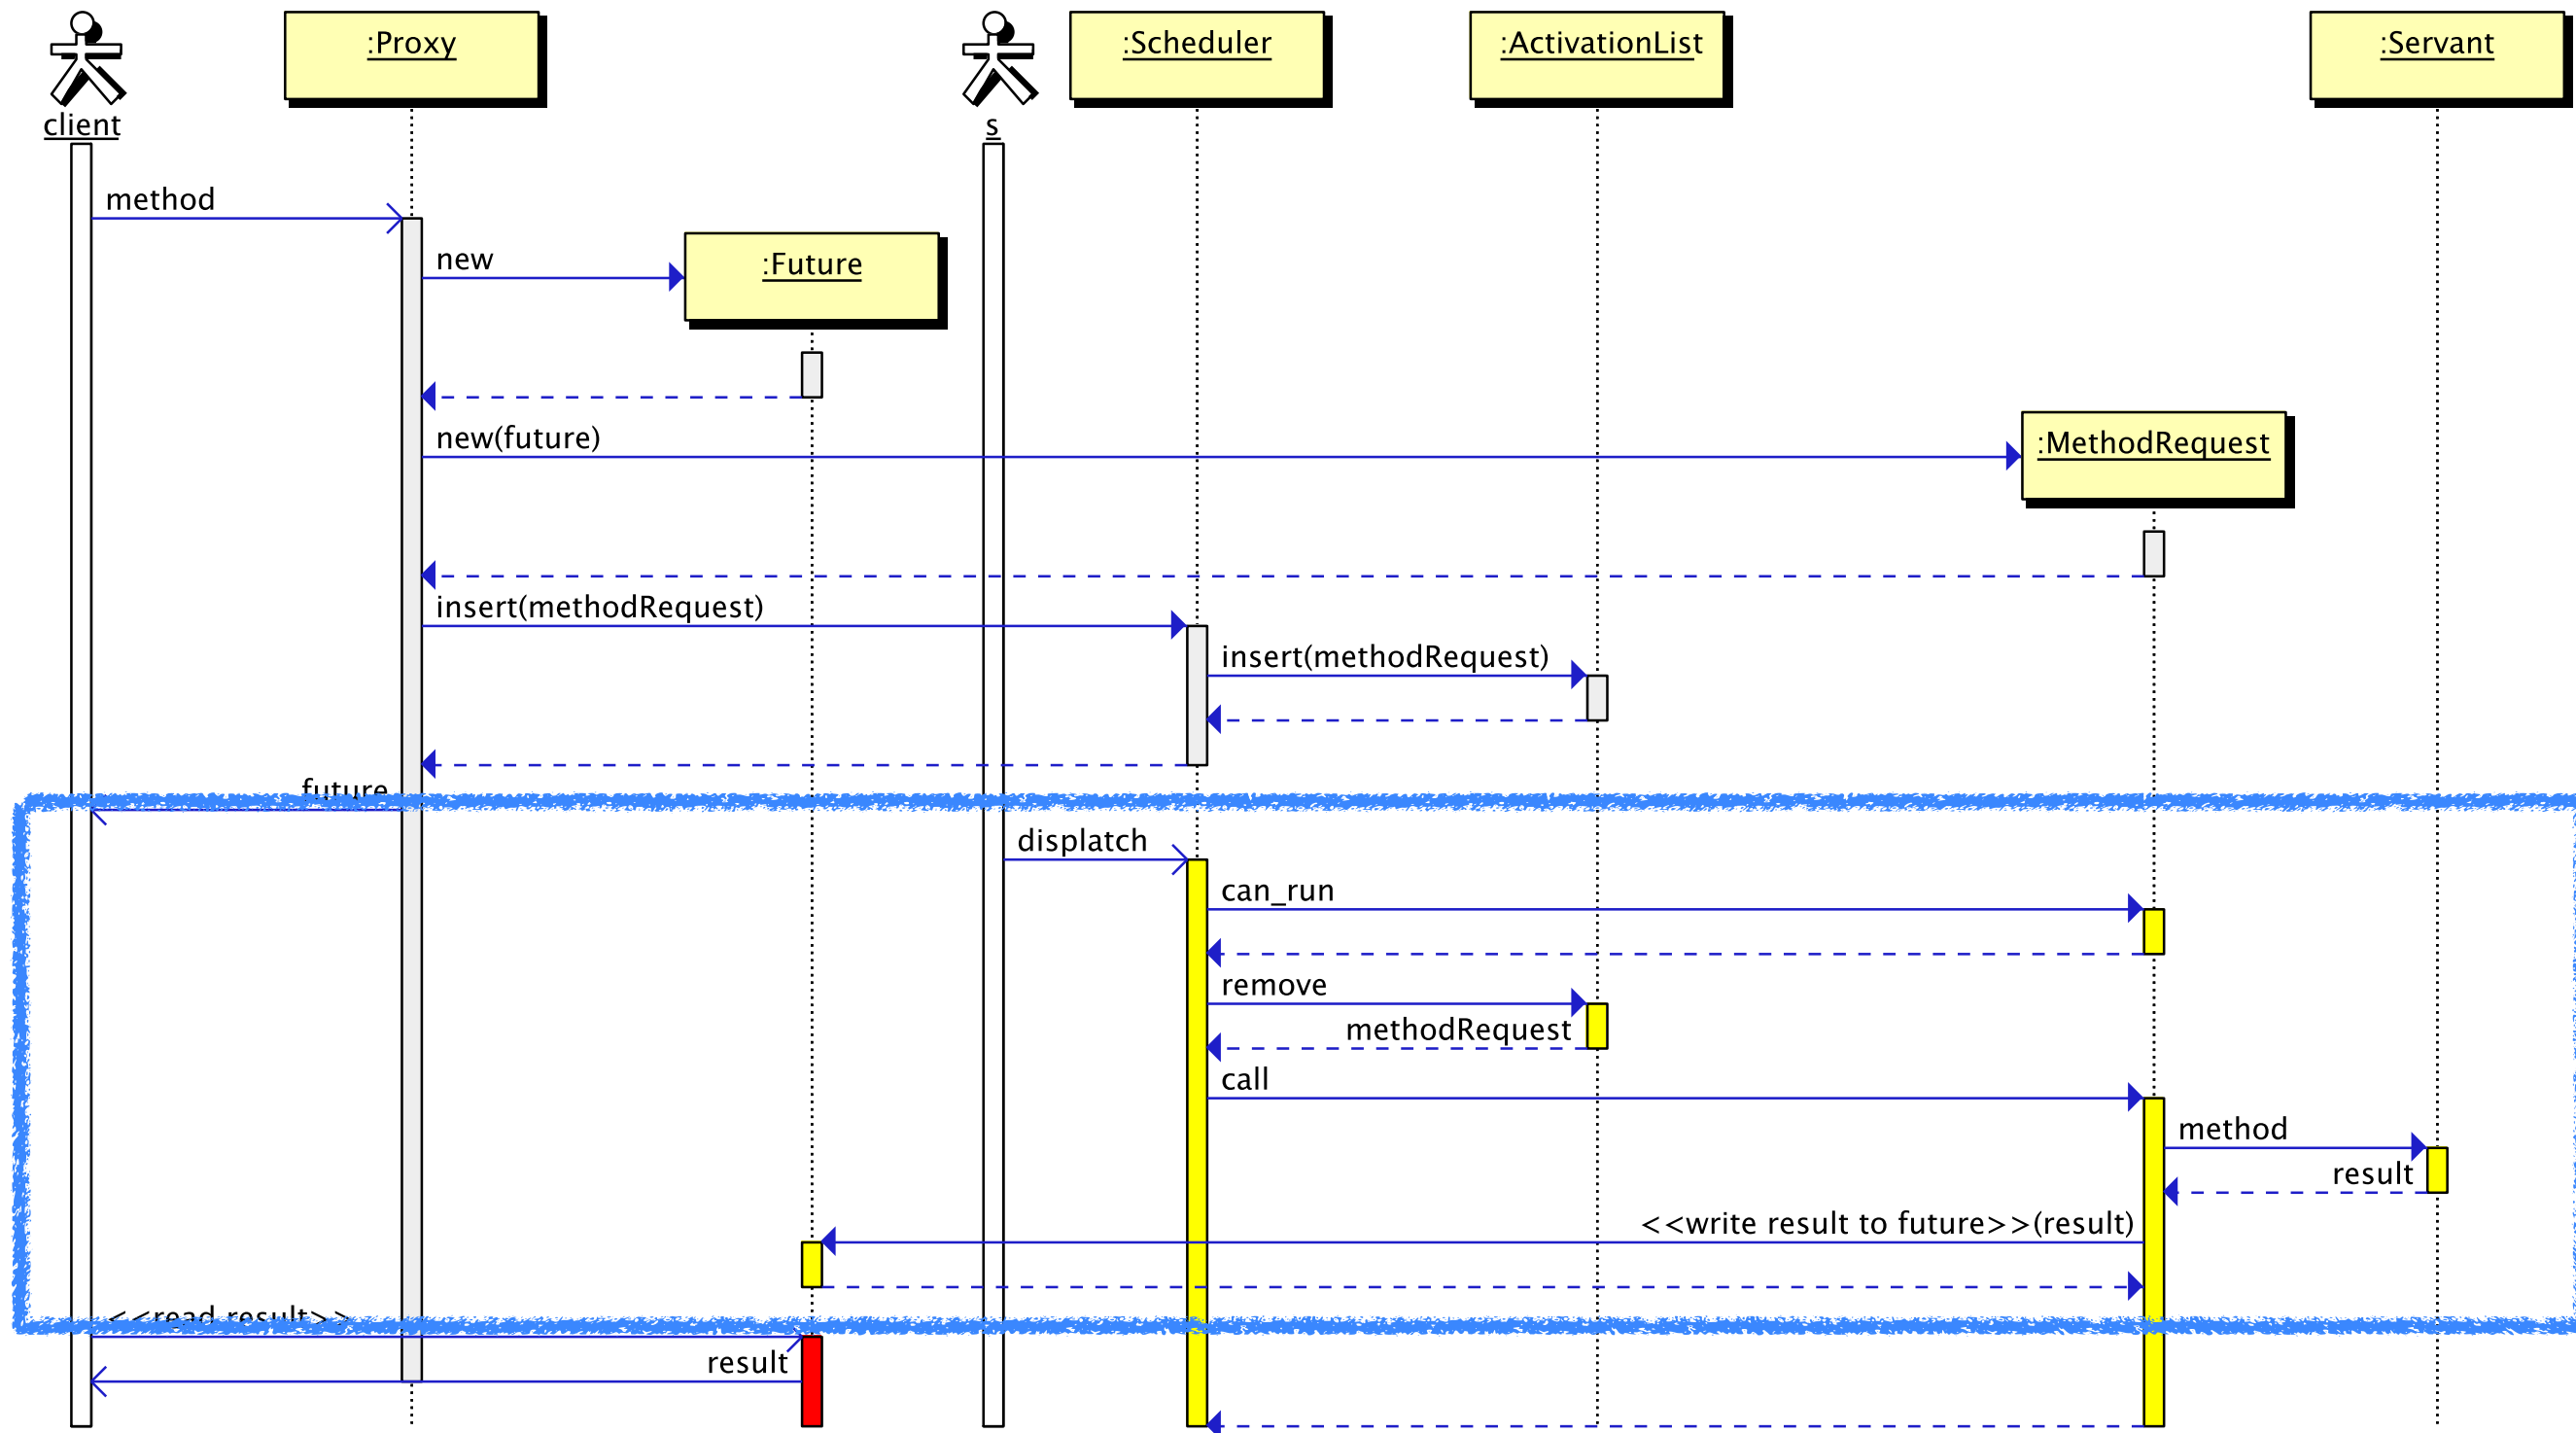 :Proxy
:Scheduler
:ActivationList
:Servant
client
s
method
new
:Future
new(future)
:MethodRequest
insert(methodRequest)
insert(methodRequest)
future
displatch
can_run
remove
methodRequest
call
method
result
<<write result to future>>(result)
<<read result>>
result